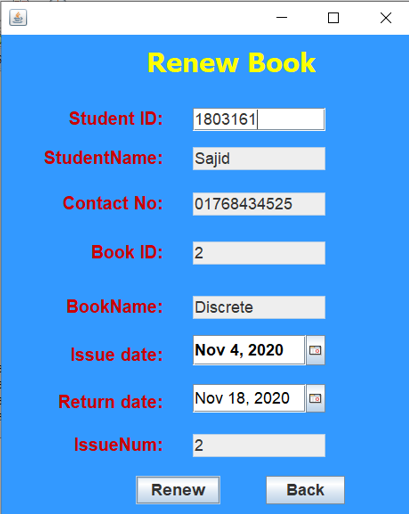 Renew Book
Student ID: 1803161
StudentName: Sajid
Contact No: 01768434525
Book ID: 2
BookName: Discrete
Issue date: Nov 4, 2020
Return date: Nov 18, 2020
IssueNum: 2
Renew Back